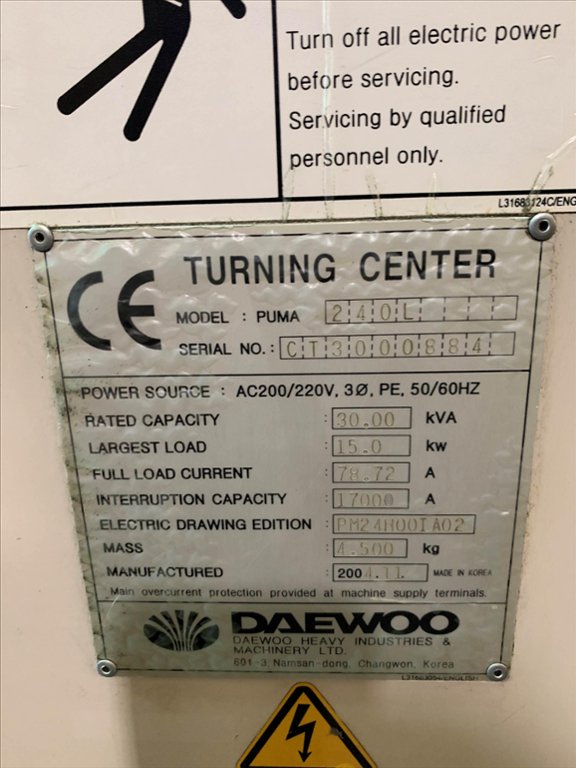 Turn off all electric power
before servicing.
Servicing by qualified
personnel only.
L31683124C/ENG
CE TURNING CENTER
MODEL : PUMA 240L
SERIAL NO. : CT3000884
POWER SOURCE : AC200/220V, 3Ø, PE, 50/60HZ
RATED CAPACITY : 30.00 kVA
LARGEST LOAD : 15.0 kw
FULL LOAD CURRENT : 78.72 A
INTERRUPTION CAPACITY : 17000 A
ELECTRIC DRAWING EDITION : PM24H00IA02
MASS : 4.500 kg
MANUFACTURED : 2004.11 MADE IN KOREA
Main overcurrent protection provided at machine supply terminals.
DAEWOO
DAEWOO HEAVY INDUSTRIES &
MACHINERY LTD.
601-3, Namsan-dong, Changwon, Korea